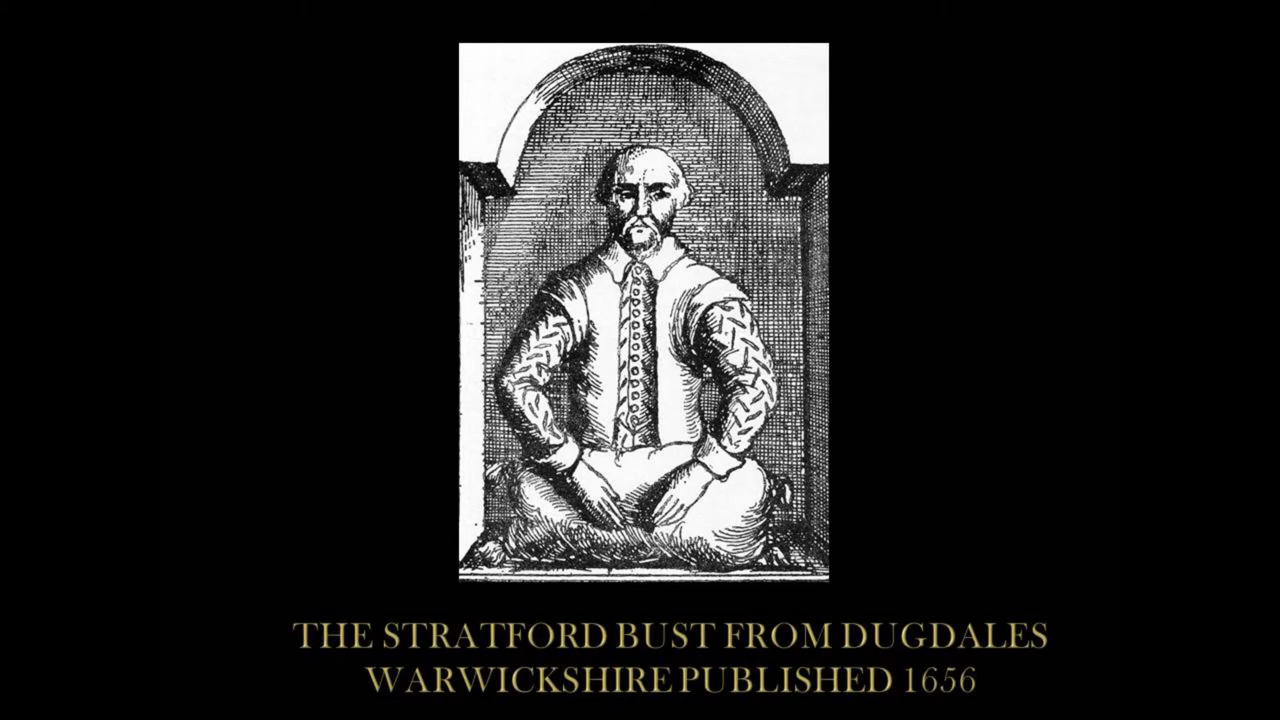 THE STRATFORD BUST FROM DUGDALES
WARWICKSHIRE PUBLISHED 1656